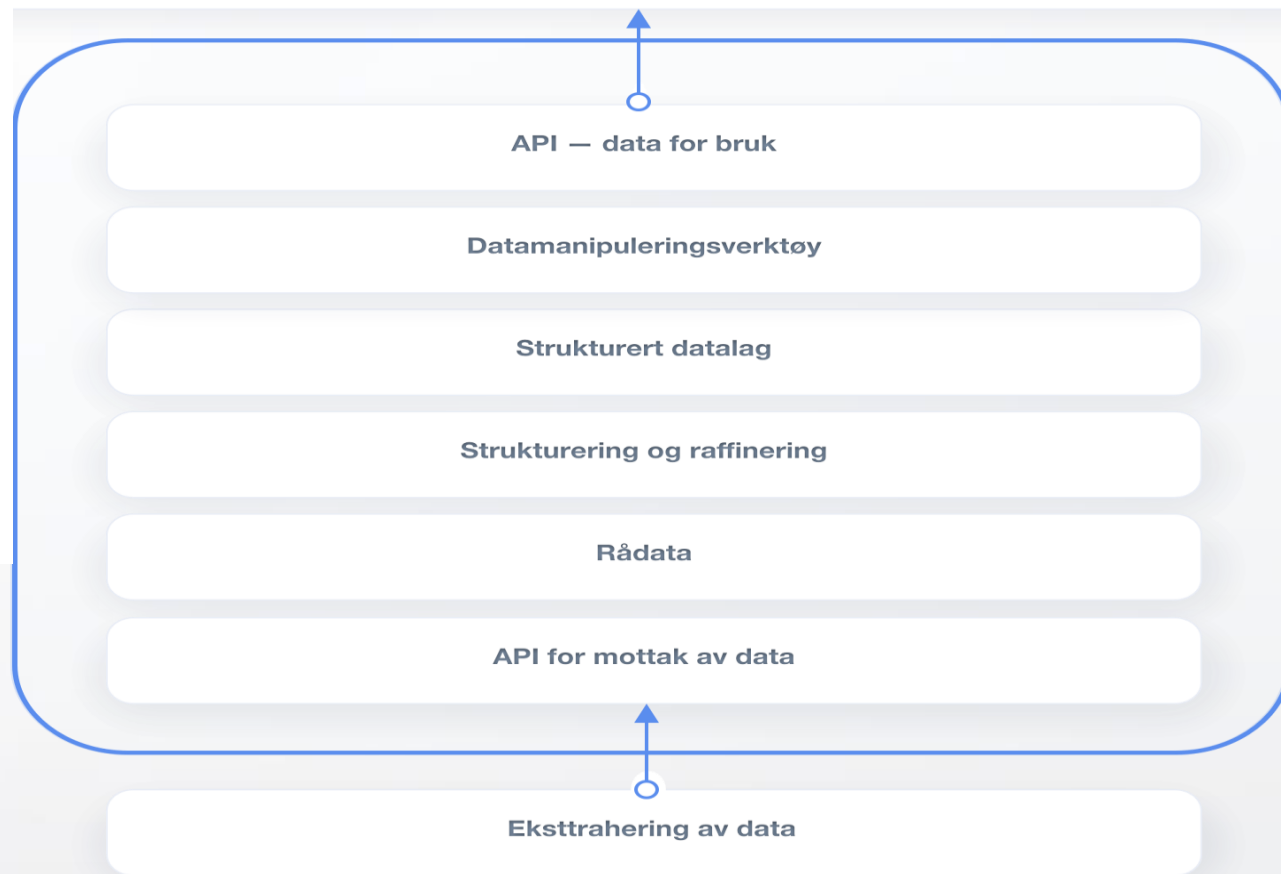 API — data for bruk
Datamanipuleringsverktøy
Strukturert datalag
Strukturering og raffinering
Rådata
API for mottak av data
Eksttrahering av data